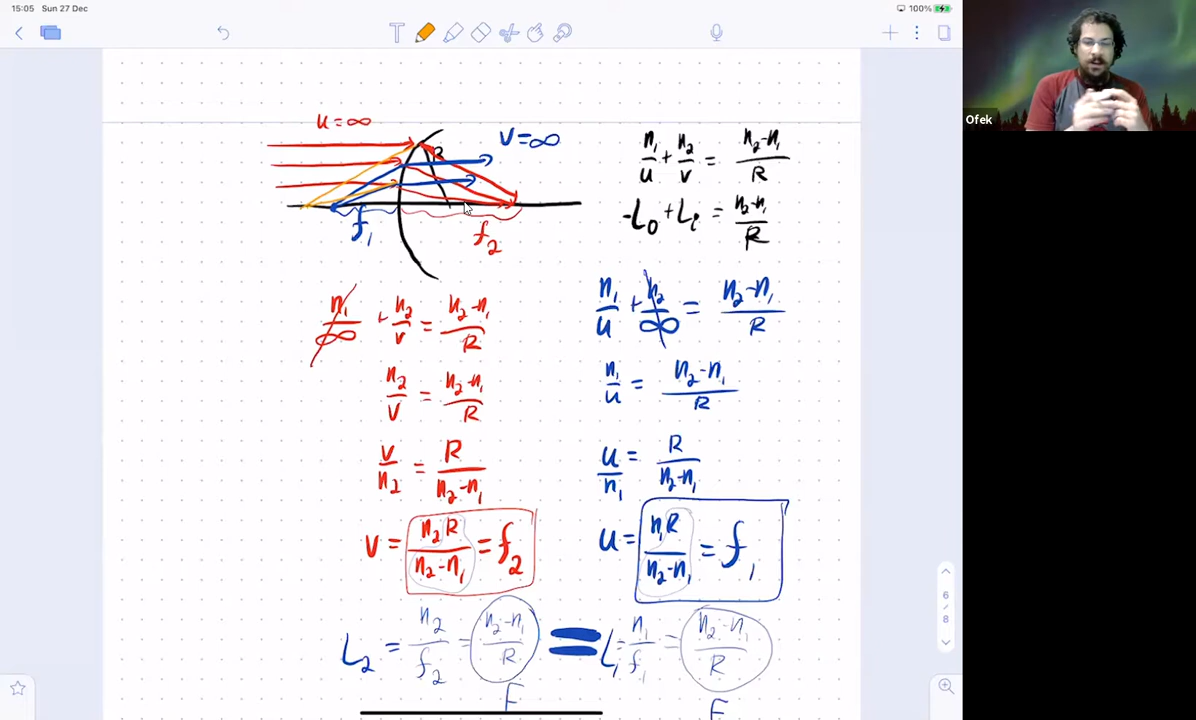 15:05 Sun 27 Dec
100%
T
Ofek
u = ∞
R
v = ∞
f₁
f₂
n₁/u + n₂/v = (n₂-n₁)/R
-L₀ + Lᵢ = (n₂-n₁)/R
n₁/∞ + n₂/v = (n₂-n₁)/R
n₁/u + n₂/∞ = (n₂-n₁)/R
n₂/v = (n₂-n₁)/R
n₁/u = (n₂-n₁)/R
v/n₂ = R/(n₂-n₁)
u/n₁ = R/(n₂-n₁)
v = n₂R/(n₂-n₁) = f₂
u = n₁R/(n₂-n₁) = f₁
L₂ = n₂/f₂ = (n₂-n₁)/R = L₁ = n₁/f₁ = (n₂-n₁)/R
F F
6 / 8